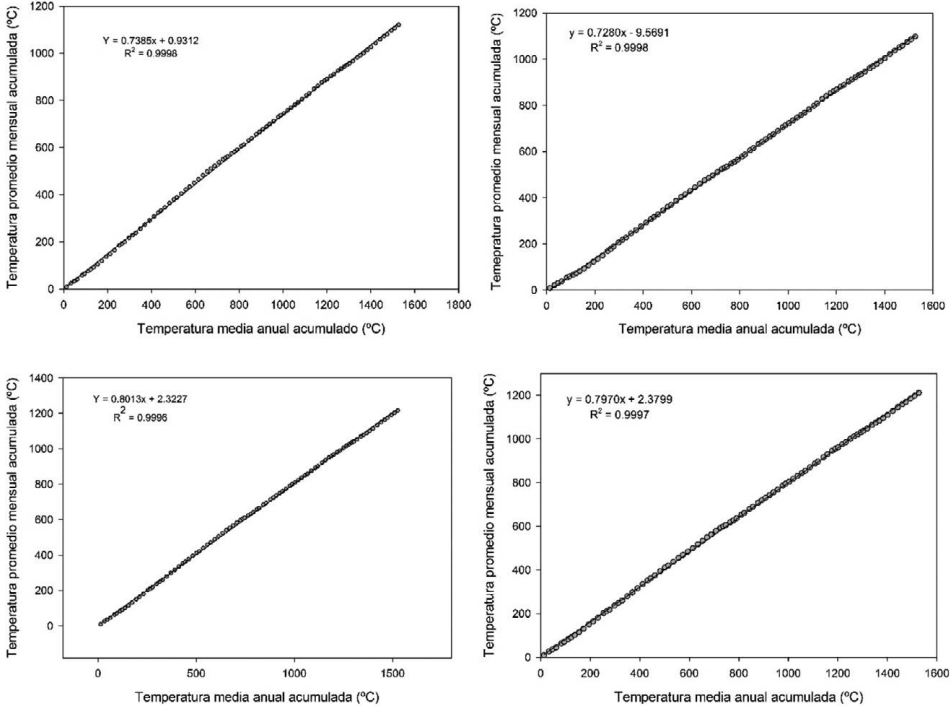 Y = 0.7385x + 0.9312
R² = 0.9998
Temperatura promedio mensual acumulada (ºC)
1200
1000
800
600
400
200
0
0 200 400 600 800 1000 1200 1400 1600 1800
Temperatura media anual acumulado (ºC)
y = 0.7280x - 9.5691
R² = 0.9998
Temepratura promedio mensual acumulada (ºC)
1200
1000
800
600
400
200
0
0 200 400 600 800 1000 1200 1400 1600
Temperatura media anual acumulada (ºC)
Y = 0.8013x + 2.3227
R² = 0.9996
Temperatura promedio mensual acumulada (ºC)
1400
1200
1000
800
600
400
200
0
0 500 1000 1500
Temperatura media anual acumulada (ºC)
y = 0.7970x + 2.3799
R² = 0.9997
Temperatura promedio mensual acumulada (ºC)
1200
1000
800
600
400
200
0
0 200 400 600 800 1000 1200 1400 1600
Temperatura media anual acumulada (ºC)